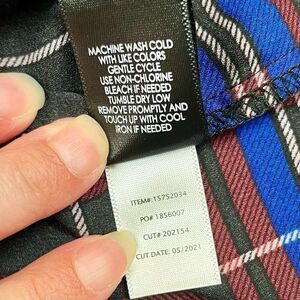 MACHINE WASH COLD
WITH LIKE COLORS
GENTLE CYCLE
USE NON-CHLORINE
BLEACH IF NEEDED
TUMBLE DRY LOW
REMOVE PROMPTLY AND
TOUCH UP WITH COOL
IRON IF NEEDED
ITEM#: 15752034
PO# 1856007
CUT# 202154
CUT DATE: 05/2021